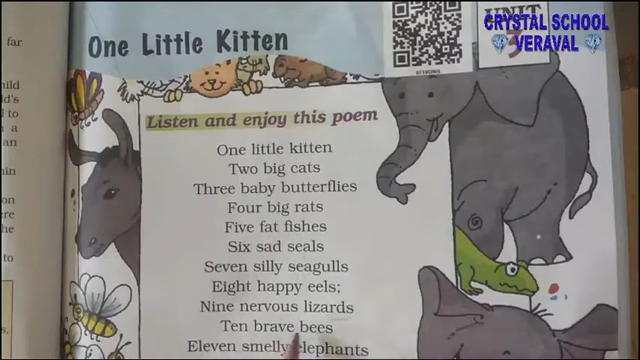 CRYSTAL SCHOOL
VERAVAL
UNIT
3
One Little Kitten
Listen and enjoy this poem
One little kitten
Two big cats
Three baby butterflies
Four big rats
Five fat fishes
Six sad seals
Seven silly seagulls
Eight happy eels;
Nine nervous lizards
Ten brave bees
Eleven smelly elephants
far